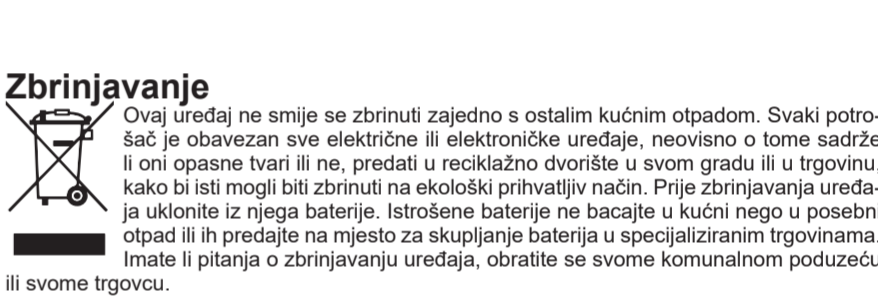 Zbrinjavanje
Ovaj uređaj ne smije se zbrinuti zajedno s ostalim kućnim otpadom. Svaki potro-
šač je obavezan sve električne ili elektroničke uređaje, neovisno o tome sadrže
li oni opasne tvari ili ne, predati u reciklažno dvorište u svom gradu ili u trgovinu,
kako bi isti mogli biti zbrinuti na ekološki prihvatljiv način. Prije zbrinjavanja uređa-
ja uklonite iz njega baterije. Istrošene baterije ne bacajte u kućni nego u posebni
otpad ili ih predajte na mjesto za skupljanje baterija u specijaliziranim trgovinama.
Imate li pitanja o zbrinjavanju uređaja, obratite se svome komunalnom poduzeću
ili svome trgovcu.